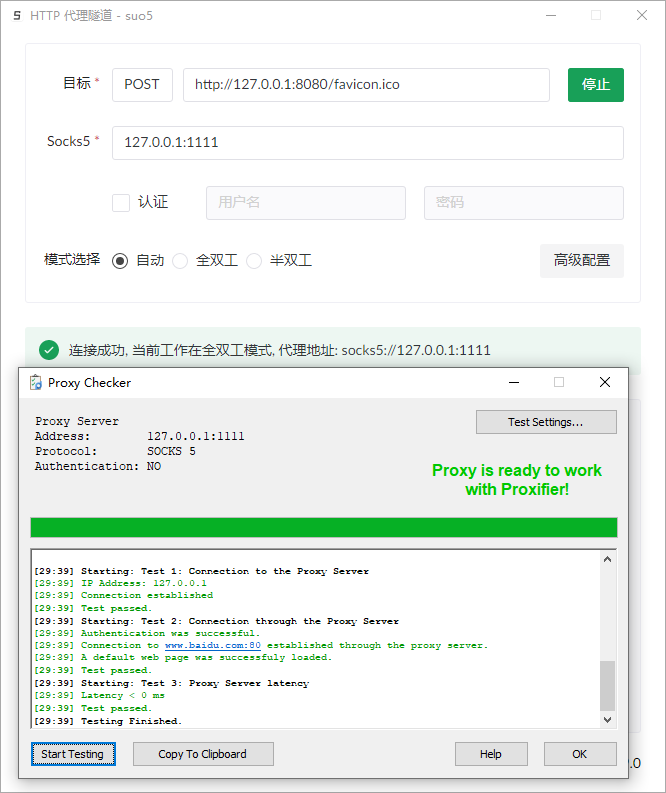 HTTP 代理隧道 - suo5
目标 * POST http://127.0.0.1:8080/favicon.ico 停止
Socks5 * 127.0.0.1:1111
认证 用户名 密码
模式选择 自动 全双工 半双工 高级配置
连接成功, 当前工作在全双工模式, 代理地址: socks5://127.0.0.1:1111
Proxy Checker
Proxy Server
Address: 127.0.0.1:1111
Protocol: SOCKS 5
Authentication: NO
Test Settings...
Proxy is ready to work
with Proxifier!
[29:39] Starting: Test 1: Connection to the Proxy Server
[29:39] IP Address: 127.0.0.1
[29:39] Connection established
[29:39] Test passed.
[29:39] Starting: Test 2: Connection through the Proxy Server
[29:39] Authentication was successful.
[29:39] Connection to www.baidu.com:80 established through the proxy server.
[29:39] A default web page was successfuly loaded.
[29:39] Test passed.
[29:39] Starting: Test 3: Proxy Server latency
[29:39] Latency < 0 ms
[29:39] Test passed.
[29:39] Testing Finished.
Start Testing Copy To Clipboard Help OK